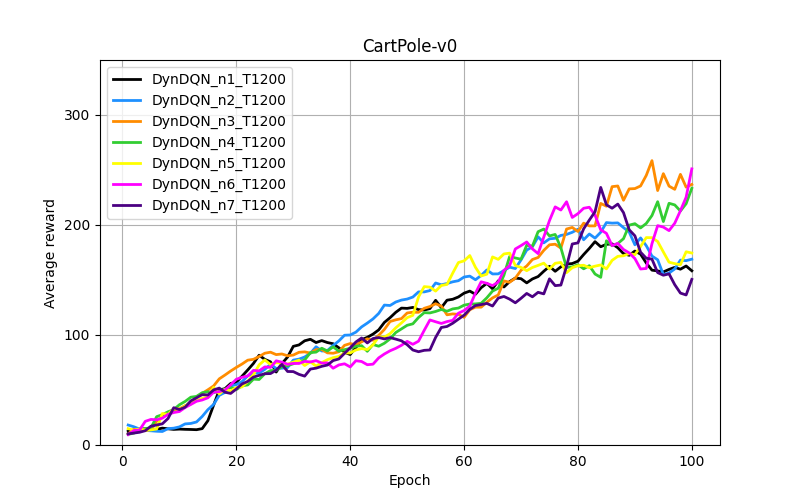 CartPole-v0
DynDQN_n1_T1200
DynDQN_n2_T1200
DynDQN_n3_T1200
DynDQN_n4_T1200
DynDQN_n5_T1200
DynDQN_n6_T1200
DynDQN_n7_T1200
Average reward
300
200
100
0
0 20 40 60 80 100
Epoch